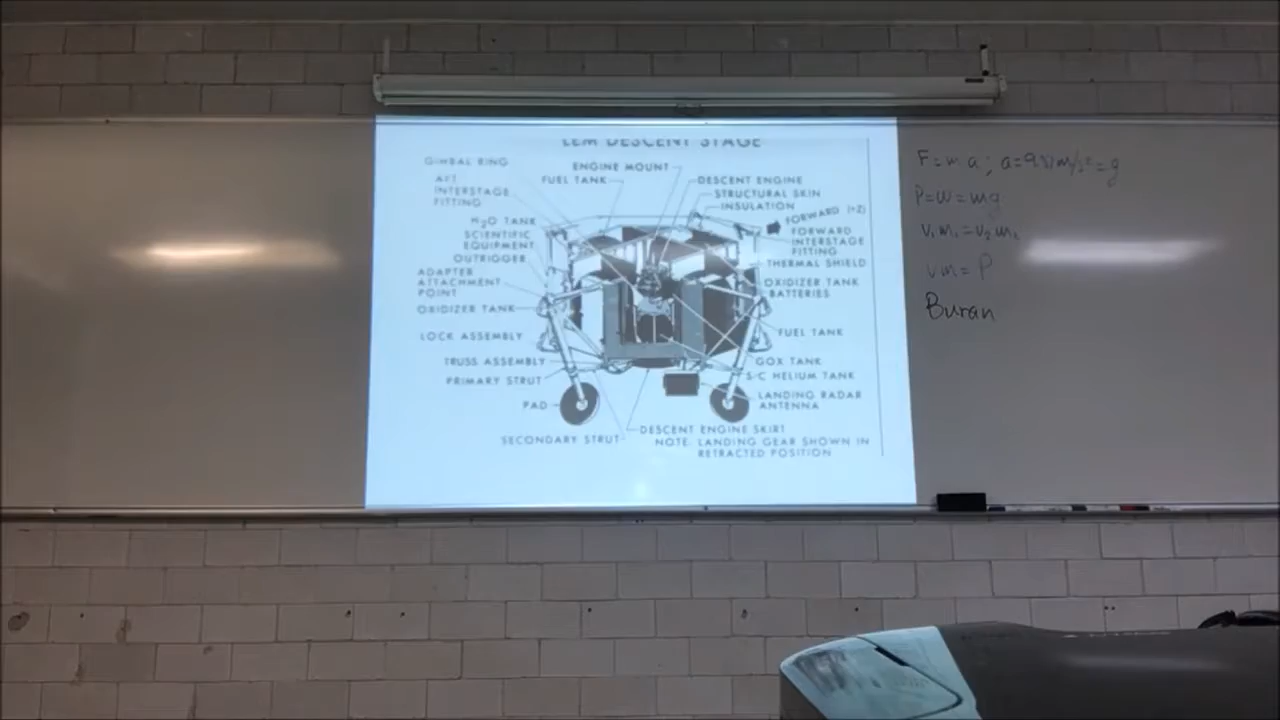 LEM DESCENT STAGE
GIMBAL RING
ENGINE MOUNT
FUEL TANK
DESCENT ENGINE
AFT
INTERSTAGE
FITTING
STRUCTURAL SKIN
INSULATION
FORWARD (+Z)
H2O TANK
SCIENTIFIC
EQUIPMENT
FORWARD
INTERSTAGE
FITTING
OUTRIGGER
THERMAL SHIELD
ADAPTER
ATTACHMENT
POINT
OXIDIZER TANK
BATTERIES
OXIDIZER TANK
LOCK ASSEMBLY
FUEL TANK
TRUSS ASSEMBLY
GOX TANK
PRIMARY STRUT
S/C HELIUM TANK
PAD
LANDING RADAR
ANTENNA
DESCENT ENGINE SKIRT
SECONDARY STRUT
NOTE: LANDING GEAR SHOWN IN
RETRACTED POSITION
F=ma; a=9.81m/s²=g
P=W=mg
V₁m₁=V₂m₂
vm=P
Buran